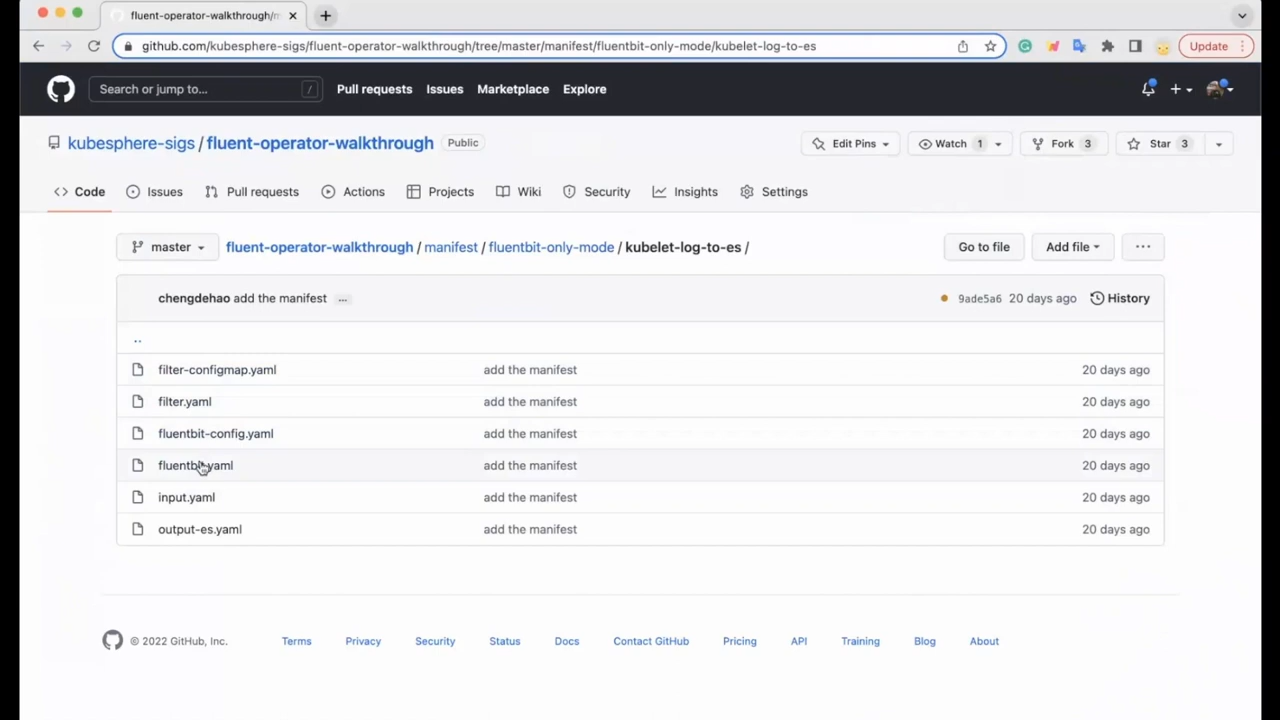 fluent-operator-walkthrough/m
github.com/kubesphere-sigs/fluent-operator-walkthrough/tree/master/manifest/fluentbit-only-mode/kubelet-log-to-es
Update
Search or jump to...
/
Pull requests
Issues
Marketplace
Explore
kubesphere-sigs / fluent-operator-walkthrough
Public
Edit Pins
Watch 1
Fork 3
Star 3
Code
Issues
Pull requests
Actions
Projects
Wiki
Security
Insights
Settings
master
fluent-operator-walkthrough / manifest / fluentbit-only-mode / kubelet-log-to-es /
Go to file
Add file
...
chengdehao add the manifest ...
9ade5a6 20 days ago
History
..
filter-configmap.yaml add the manifest 20 days ago
filter.yaml add the manifest 20 days ago
fluentbit-config.yaml add the manifest 20 days ago
fluentbit.yaml add the manifest 20 days ago
input.yaml add the manifest 20 days ago
output-es.yaml add the manifest 20 days ago
© 2022 GitHub, Inc.
Terms
Privacy
Security
Status
Docs
Contact GitHub
Pricing
API
Training
Blog
About